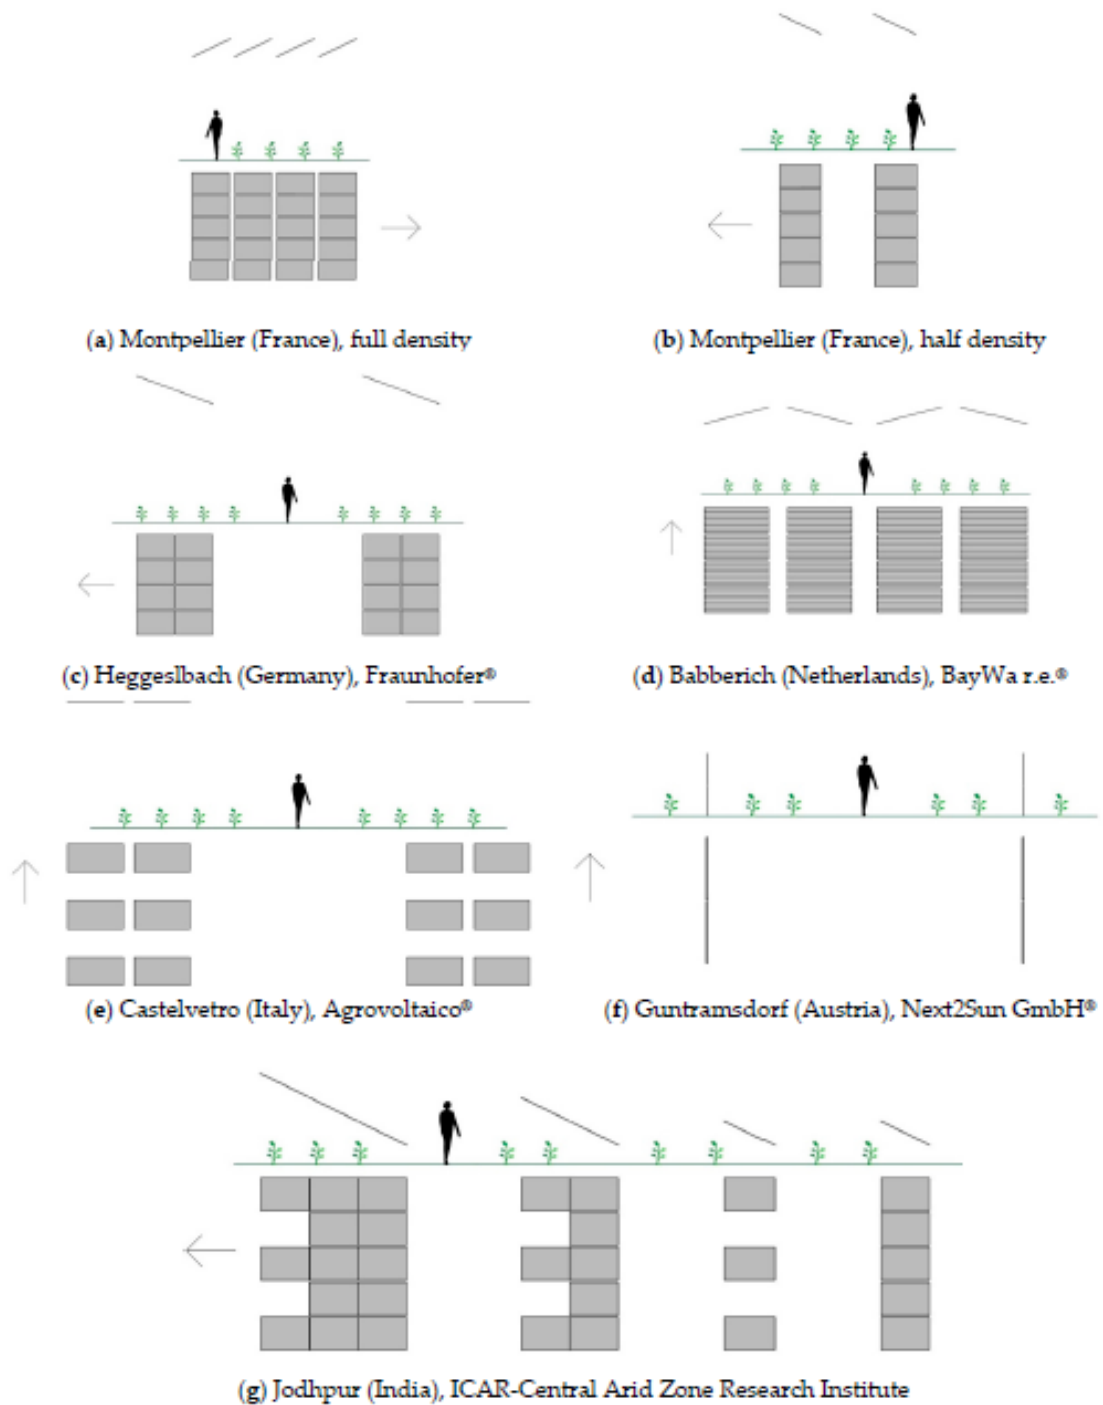 (a) Montpellier (France), full density
(b) Montpellier (France), half density
(c) Heggeslbach (Germany), Fraunhofer®
(d) Babberich (Netherlands), BayWa r.e.®
(e) Castelvetro (Italy), Agrovoltaico®
(f) Guntramsdorf (Austria), Next2Sun GmbH®
(g) Jodhpur (India), ICAR-Central Arid Zone Research Institute